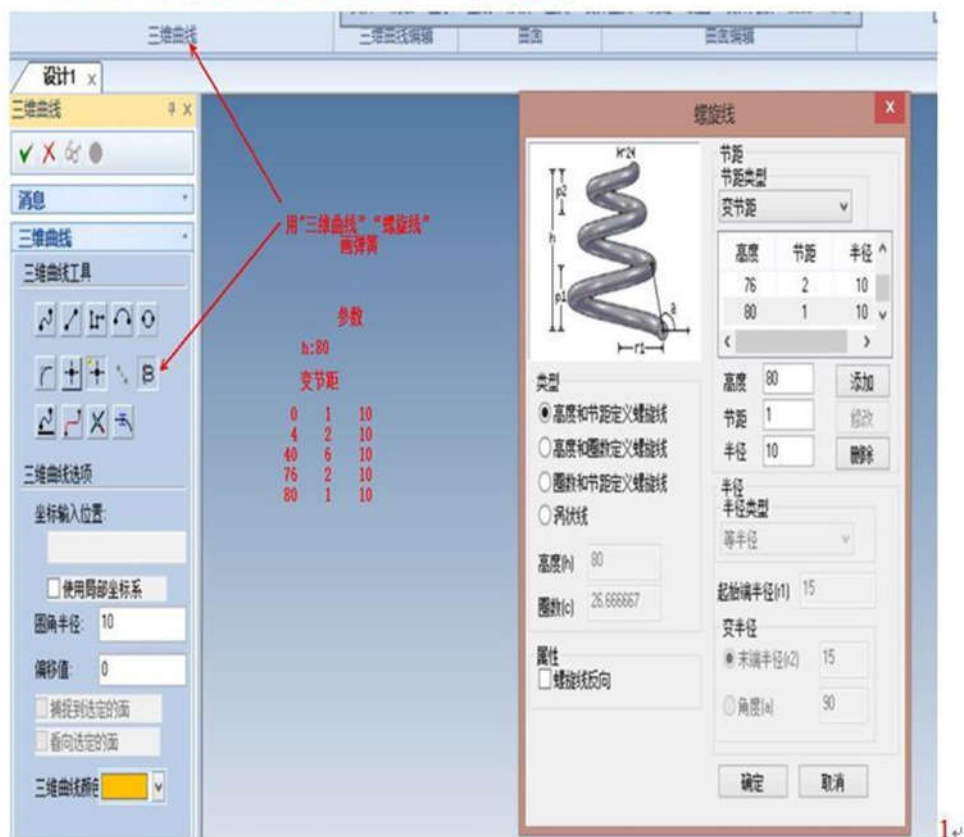 三维曲线 三维曲线编辑 曲面 曲面编辑
设计1 x
三维曲线
消息
三维曲线
三维曲线工具
三维曲线选项
坐标输入位置:
使用局部坐标系
圆角半径: 10
偏移值: 0
捕捉到选定的面
看向选定的面
三维曲线颜色
用"三维曲线""螺旋线"
画弹簧
参数
h:80
变节距
0 1 10
4 2 10
40 6 10
76 2 10
80 1 10
螺旋线
p2
h
p1
a
r1
类型
高度和节距定义螺旋线
高度和圈数定义螺旋线
圈数和节距定义螺旋线
涡状线
高度(h) 80
圈数(c) 26.666667
属性
螺旋线反向
节距
节距类型
变节距
高度 节距 半径
76 2 10
80 1 10
高度 80 添加
节距 1 修改
半径 10 删除
半径
半径类型
等半径
起始端半径(r1) 15
变半径
末端半径(r2) 15
角度(a) 90
确定 取消
1